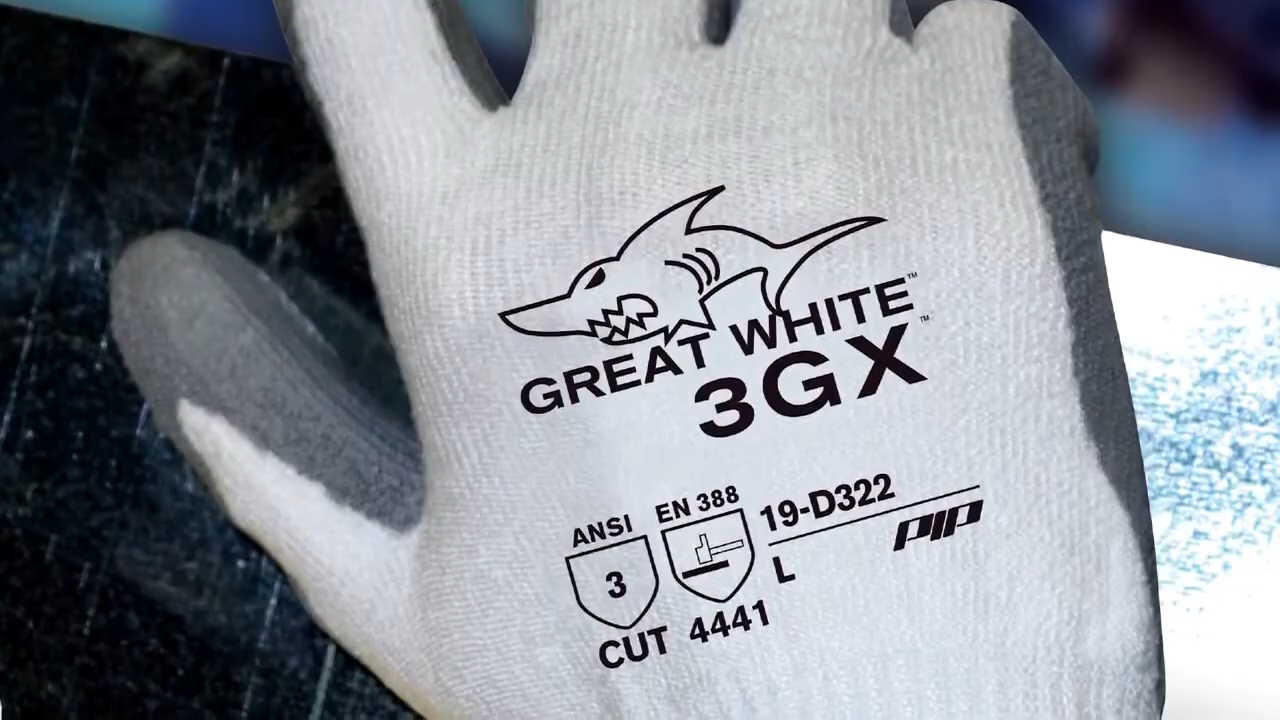 GREAT WHITE™
3GX™
ANSI
3
CUT
EN 388
4441
19-D322
L
PIP